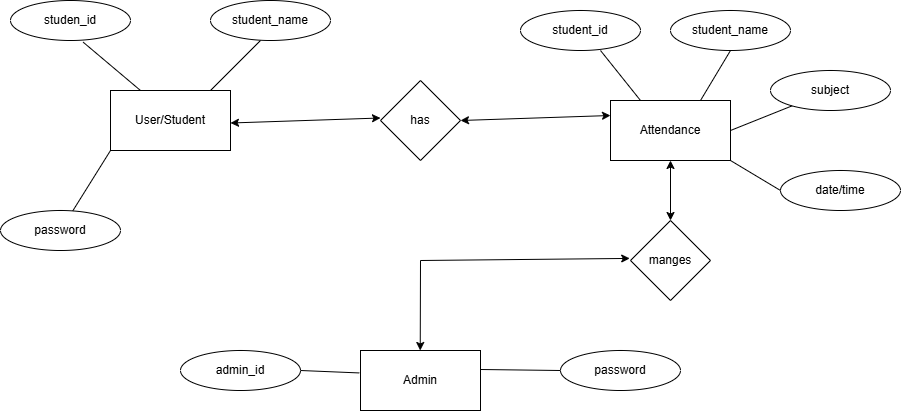 studen_id
student_name
student_id
student_name
subject
User/Student
has
Attendance
date/time
password
manges
admin_id
Admin
password